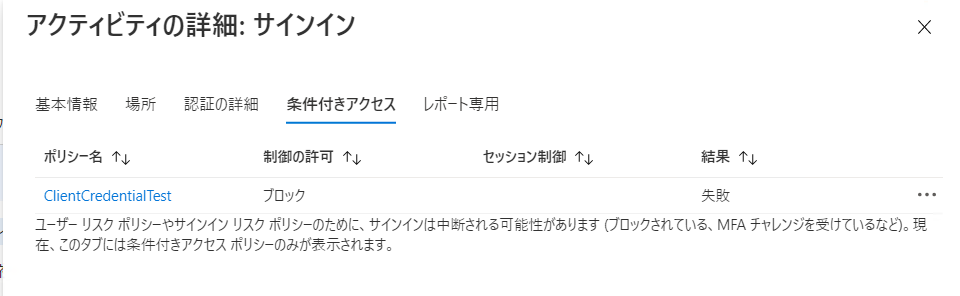 アクティビティの詳細: サインイン
基本情報 場所 認証の詳細 条件付きアクセス レポート専用
ポリシー名 ↑↓ 制御の許可 ↑↓ セッション制御 ↑↓ 結果 ↑↓
ClientCredentialTest ブロック 失敗 ...
ユーザー リスク ポリシーやサインイン リスク ポリシーのために、サインインは中断される可能性があります (ブロックされている、MFA チャレンジを受けているなど)。現
在、このタブには条件付きアクセス ポリシーのみが表示されます。